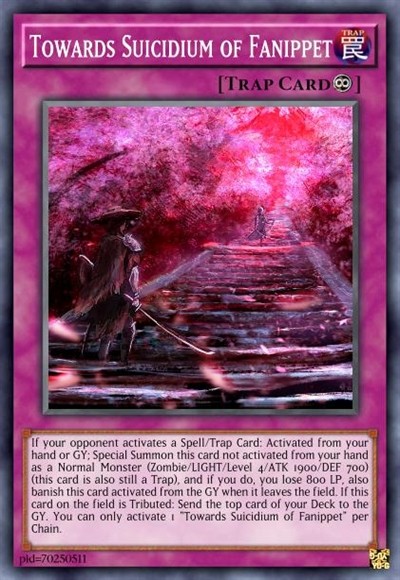 Towards Suicidium of Fanippet
TRAP
罠
[Trap Card ]
If your opponent activates a Spell/Trap Card: Activated from your
hand or GY; Special Summon this card not activated from your hand
as a Normal Monster (Zombie/LIGHT/Level 4/ATK 1900/DEF 700)
(this card is also still a Trap), and if you do, you lose 800 LP, also
banish this card activated from the GY when it leaves the field. If this
card on the field is Tributed: Send the top card of your Deck to the
GY. You can only activate 1 "Towards Suicidium of Fanippet" per
Chain.
pid=70250511